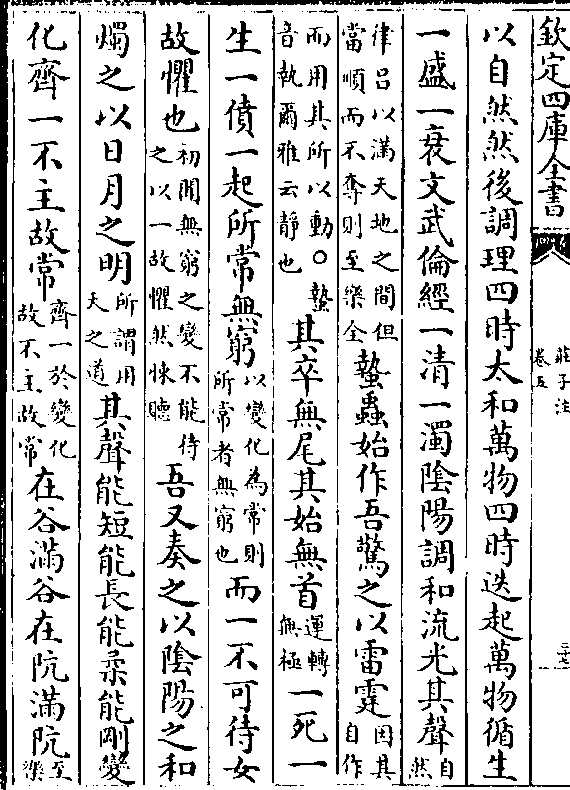 欽定四庫全書
莊子注
卷五
三十七
以自然然後調理四時太和萬物四時迭起萬物循生
一盛一衰文武倫經一清一濁陰陽調和流光其聲自然
律呂以滿天地之間但當順而不奪則至樂全蟄蟲始作吾驚之以雷霆因其自作
而用其所以動○蟄音執爾雅云靜也其卒無尾其始無首運轉無極一死一
生一僨一起所常無窮以變化為常則所常者無窮也而一不可待女
故懼也初聞無窮之變不能待之以一故懼然悚聽吾又奏之以陰陽之和
燭之以日月之明所謂用天之道其聲能短能長能柔能剛變
化齊一不主故常齊一於變化故不主故常在谷滿谷在阬滿阬至樂